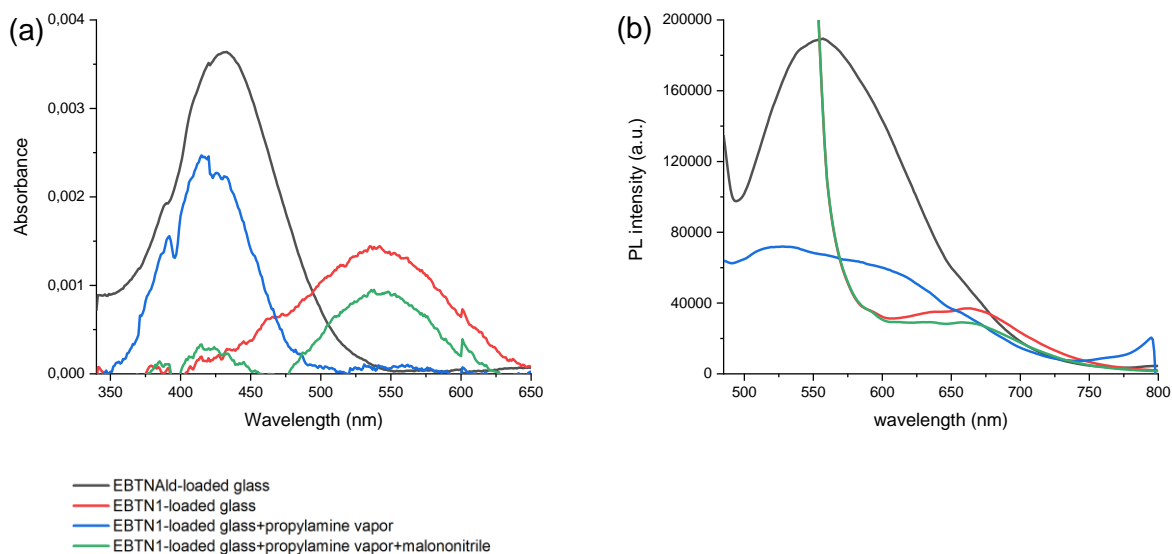 (a)
0,004
0,003
0,002
0,001
0,000
Absorbance
350 400 450 500 550 600 650
Wavelength (nm)
(b)
200000
160000
120000
80000
40000
0
PL intensity (a.u.)
500 550 600 650 700 750 800
wavelength (nm)
EBTNAld-loaded glass
EBTN1-loaded glass
EBTN1-loaded glass+propylamine vapor
EBTN1-loaded glass+propylamine vapor+malononitrile